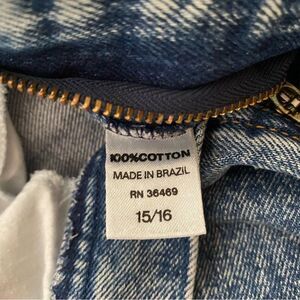 100%COTTON
MADE IN BRAZIL
RN 36469
15/16